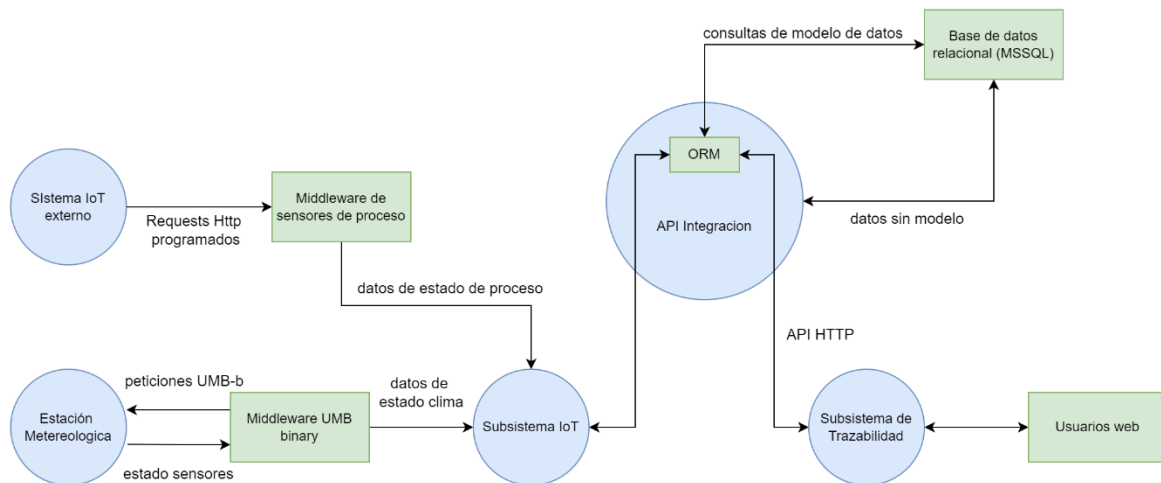 consultas de modelo de datos
Base de datos
relacional (MSSQL)
ORM
API Integracion
datos sin modelo
SIstema IoT
externo
Requests Http
programados
Middleware de
sensores de proceso
datos de estado de proceso
API HTTP
peticiones UMB-b
Estación
Metereologica
estado sensores
Middleware UMB
binary
datos de
estado clima
Subsistema IoT
Subsistema de
Trazabilidad
Usuarios web